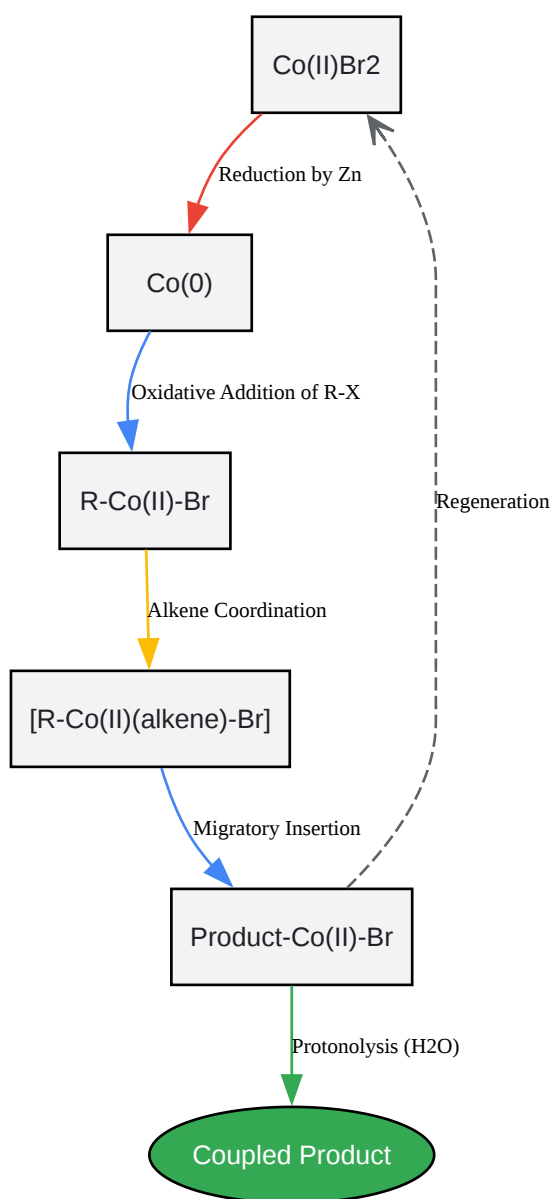 Co(II)Br2
Reduction by Zn
Co(0)
Oxidative Addition of R-X
R-Co(II)-Br
Regeneration
Alkene Coordination
[R-Co(II)(alkene)-Br]
Migratory Insertion
Product-Co(II)-Br
Protonolysis (H2O)
Coupled Product